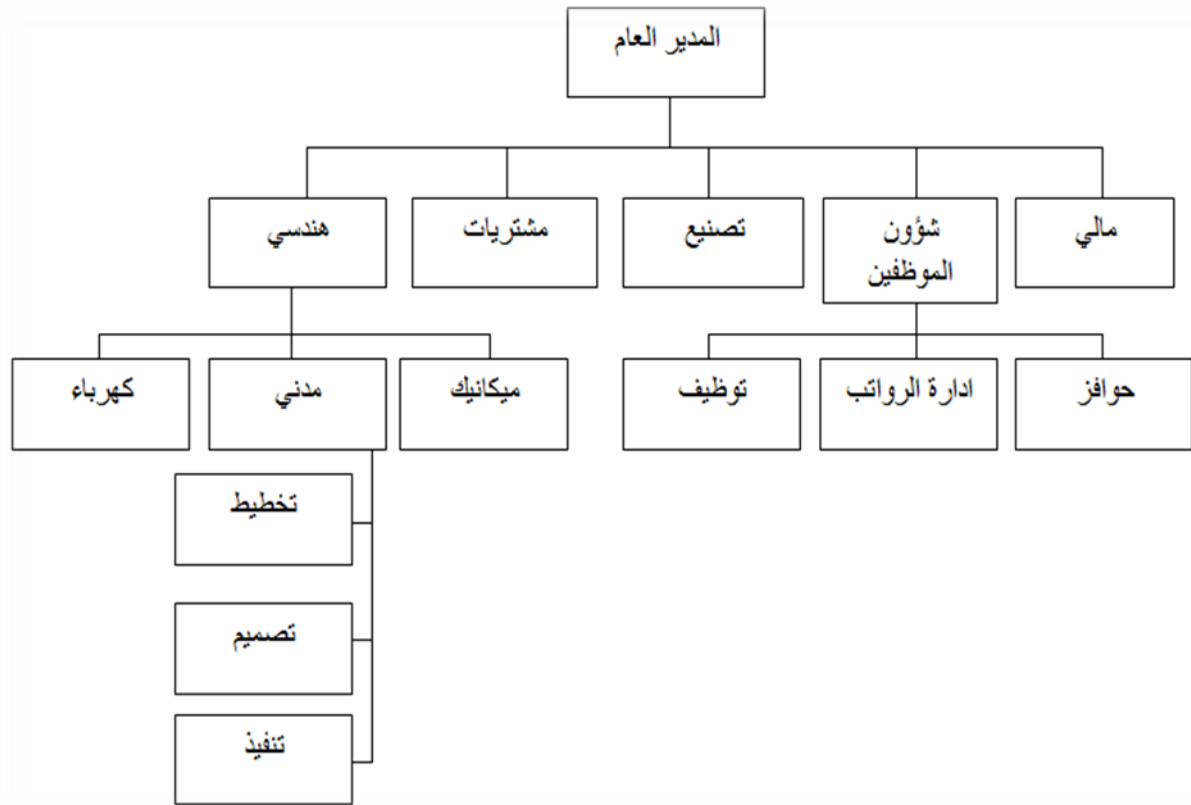 المدير العام
مالي
شؤون
الموظفين
تصنيع
مشتريات
هندسي
حوافز
ادارة الرواتب
توظيف
ميكانيك
مدني
كهرباء
تخطيط
تصميم
تنفيذ